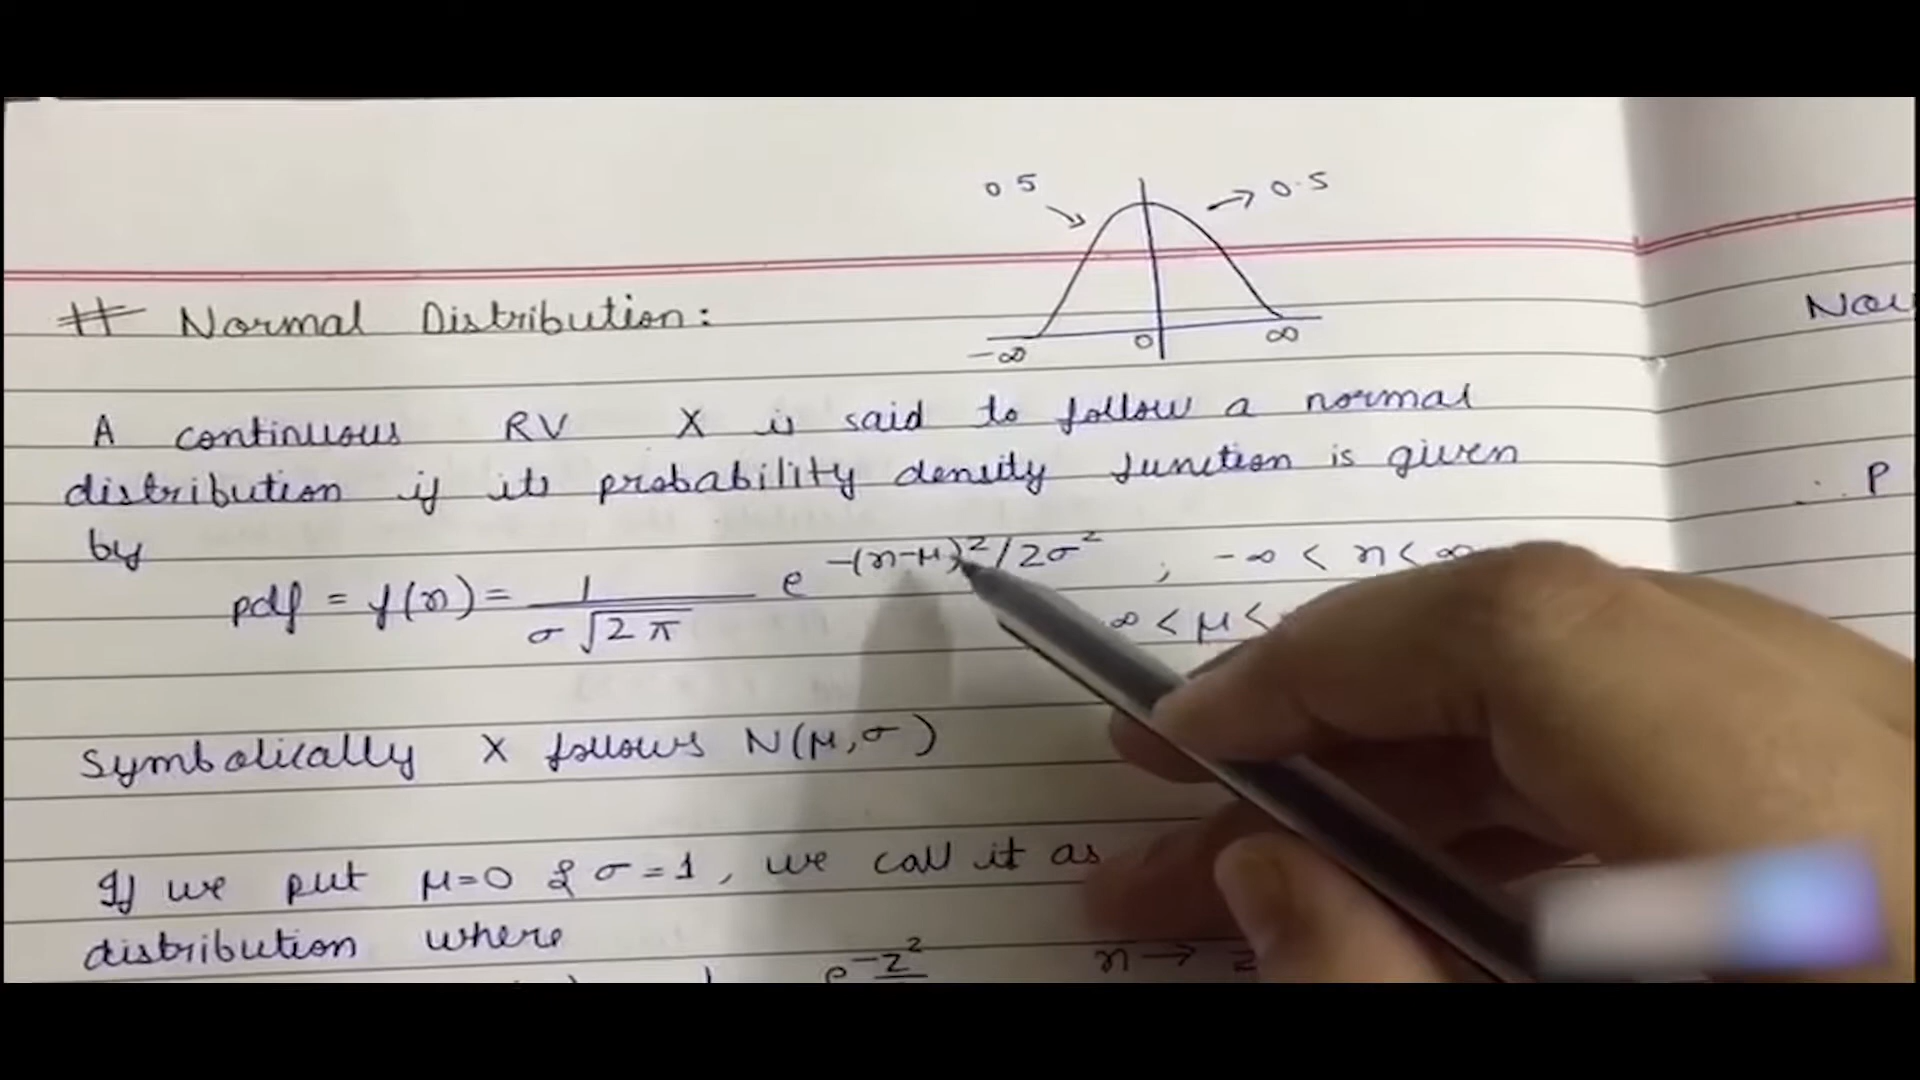 0.5
→ 0.5
-∞ 0 ∞
# Normal Distribution:
A continuous RV X is said to follow a normal
distribution if its probability density function is given
by
pdf = f(x) = 1/σ√2π e^-(x-μ)²/2σ² ; -∞ < x < ∞
∞ < μ <
Symbolically X follows N(μ,σ)
If we put μ=0 & σ=1, we call it as
distribution where
e^-z² x → z
Now
∴ P